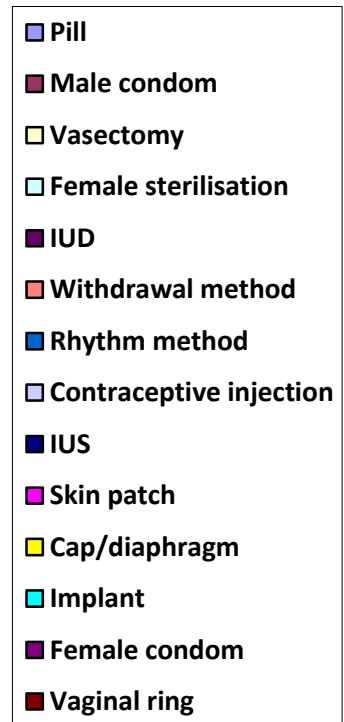 Pill
Male condom
Vasectomy
Female sterilisation
IUD
Withdrawal method
Rhythm method
Contraceptive injection
IUS
Skin patch
Cap/diaphragm
Implant
Female condom
Vaginal ring